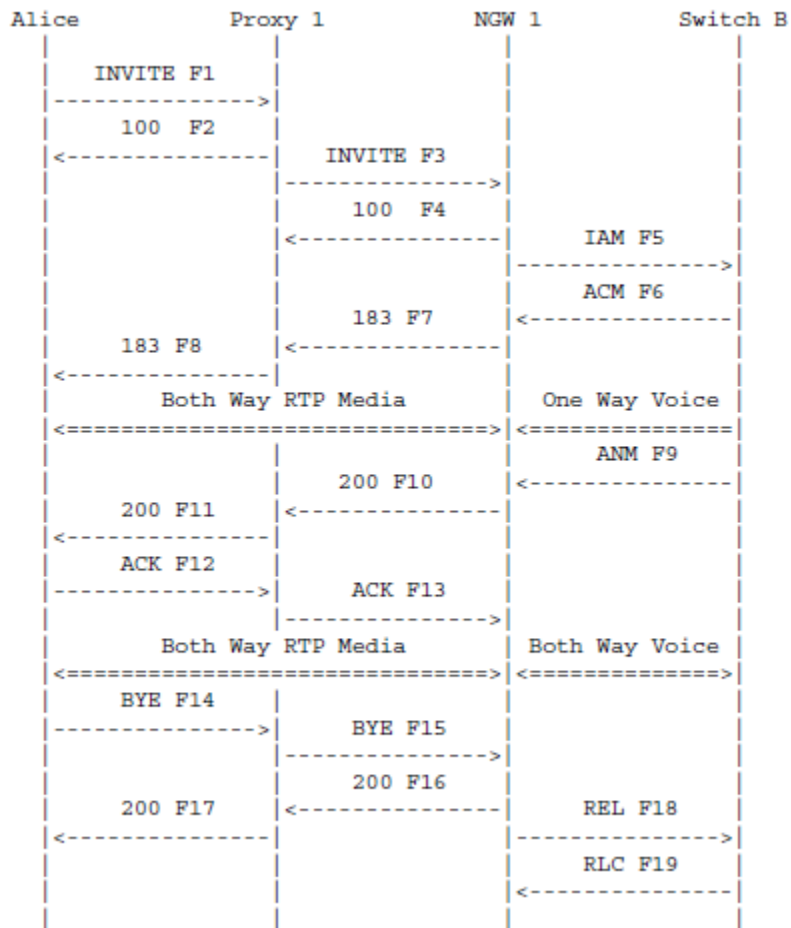 Alice Proxy 1 NGW 1 Switch B
INVITE F1
100 F2
INVITE F3
100 F4
IAM F5
ACM F6
183 F7
183 F8
Both Way RTP Media One Way Voice
ANM F9
200 F10
200 F11
ACK F12
ACK F13
Both Way RTP Media Both Way Voice
BYE F14
BYE F15
200 F16
200 F17 REL F18
RLC F19